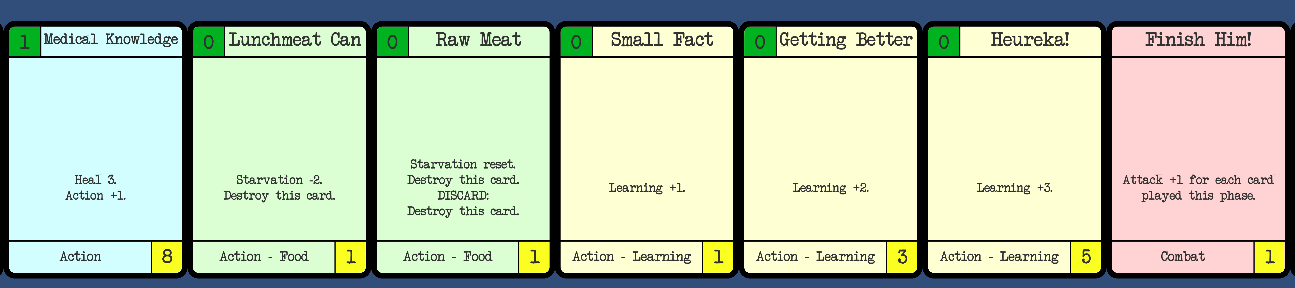 1 Medical Knowledge
Heal 3.
Action +1.
Action 8
0 Lunchmeat Can
Starvation -2.
Destroy this card.
Action - Food 1
0 Raw Meat
Starvation reset.
Destroy this card.
DISCARD:
Destroy this card.
Action - Food 1
0 Small Fact
Learning +1.
Action - Learning 1
0 Getting Better
Learning +2.
Action - Learning 3
0 Heureka!
Learning +3.
Action - Learning 5
Finish Him!
Attack +1 for each card
played this phase.
Combat 1